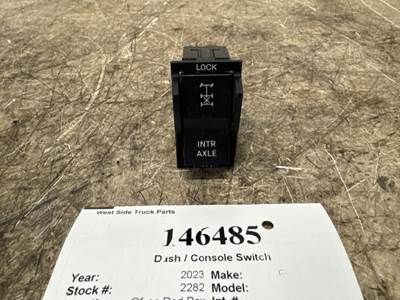 LOCK
INTR
AXLE
West Side Truck Parts
146485
Dash / Console Switch
Year: 2023 Make:
Stock #: 2282 Model: